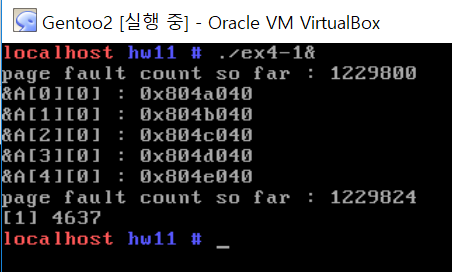 Gentoo2 [실행 중] - Oracle VM VirtualBox
localhost hw11 # ./ex4-1&
page fault count so far : 1229800
&A[0][0] : 0x804a040
&A[1][0] : 0x804b040
&A[2][0] : 0x804c040
&A[3][0] : 0x804d040
&A[4][0] : 0x804e040
page fault count so far : 1229824
[1] 4637
localhost hw11 # _